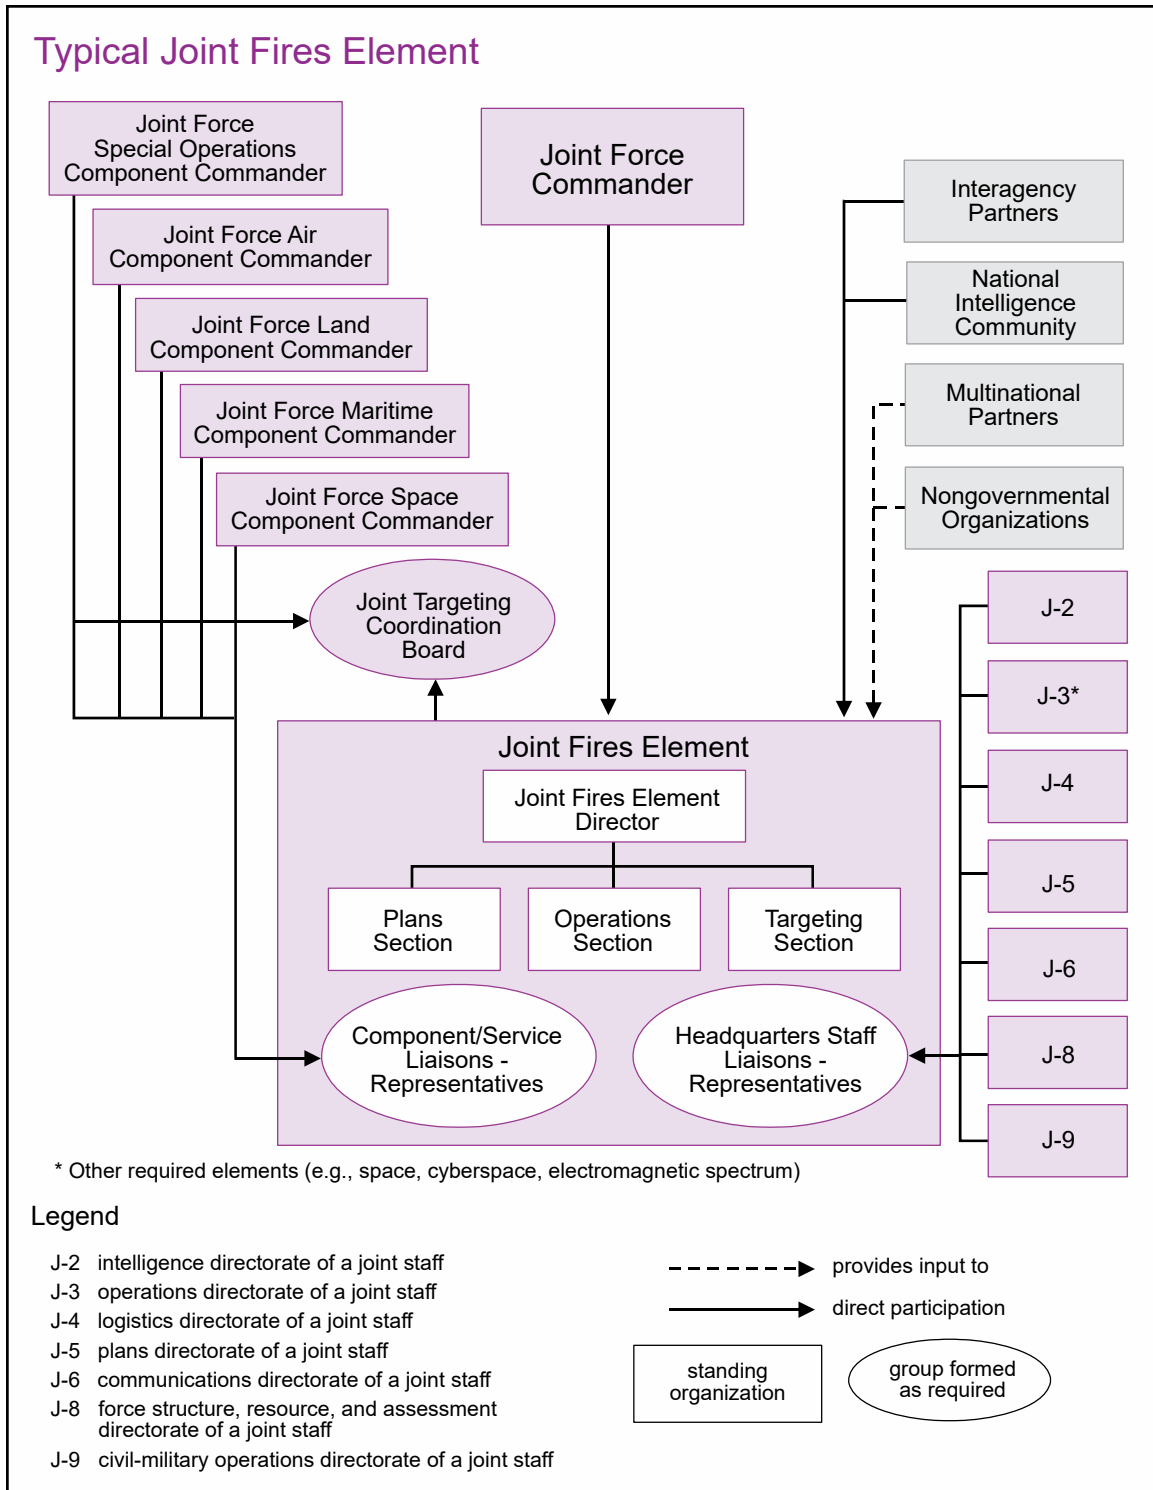 Typical Joint Fires Element
Joint Force
Special Operations
Component Commander
Joint Force Air
Component Commander
Joint Force Land
Component Commander
Joint Force Maritime
Component Commander
Joint Force Space
Component Commander
Joint Force
Commander
Interagency
Partners
National
Intelligence
Community
Multinational
Partners
Nongovernmental
Organizations
Joint Targeting
Coordination
Board
J-2
J-3*
J-4
J-5
J-6
J-8
J-9
Joint Fires Element
Joint Fires Element
Director
Plans
Section
Operations
Section
Targeting
Section
Component/Service
Liaisons -
Representatives
Headquarters Staff
Liaisons -
Representatives
* Other required elements (e.g., space, cyberspace, electromagnetic spectrum)
Legend
J-2 intelligence directorate of a joint staff
J-3 operations directorate of a joint staff
J-4 logistics directorate of a joint staff
J-5 plans directorate of a joint staff
J-6 communications directorate of a joint staff
J-8 force structure, resource, and assessment
directorate of a joint staff
J-9 civil-military operations directorate of a joint staff
provides input to
direct participation
standing
organization
group formed
as required